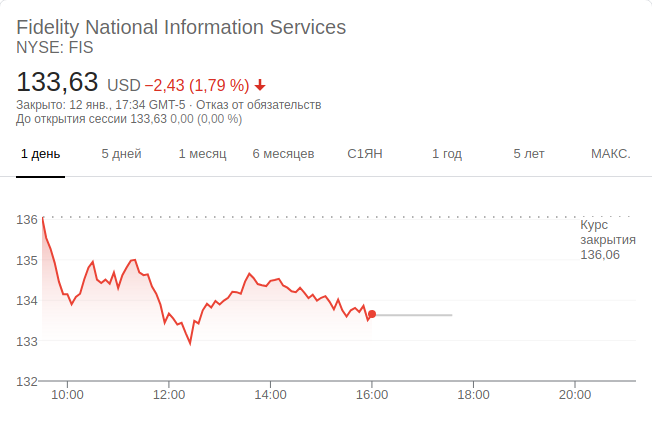 Fidelity National Information Services
NYSE: FIS
133,63 USD −2,43 (1,79 %)
Закрыто: 12 янв., 17:34 GMT-5 · Отказ от обязательств
До открытия сессии 133,63 0,00 (0,00 %)
1 день 5 дней 1 месяц 6 месяцев С1ЯН 1 год 5 лет МАКС.
136
Курс
закрытия
136,06
135
134
133
132
10:00 12:00 14:00 16:00 18:00 20:00